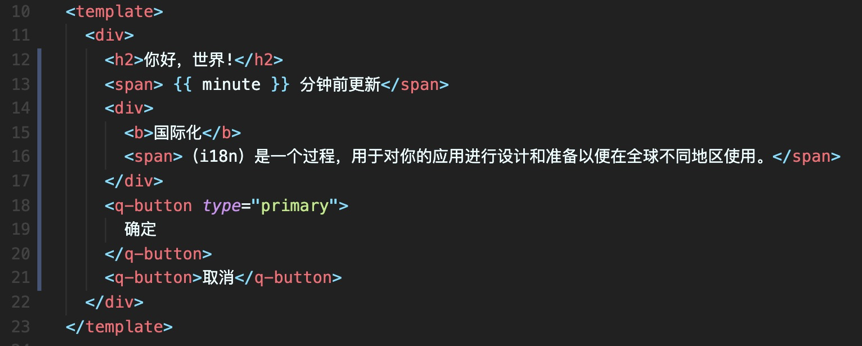 10 <template>
11 <div>
12 <h2>你好，世界！</h2>
13 <span> {{ minute }} 分钟前更新</span>
14 <div>
15 <b>国际化</b>
16 <span>（i18n）是一个过程，用于对你的应用进行设计和准备以便在全球不同地区使用。</span>
17 </div>
18 <q-button type="primary">
19 确定
20 </q-button>
21 <q-button>取消</q-button>
22 </div>
23 </template>